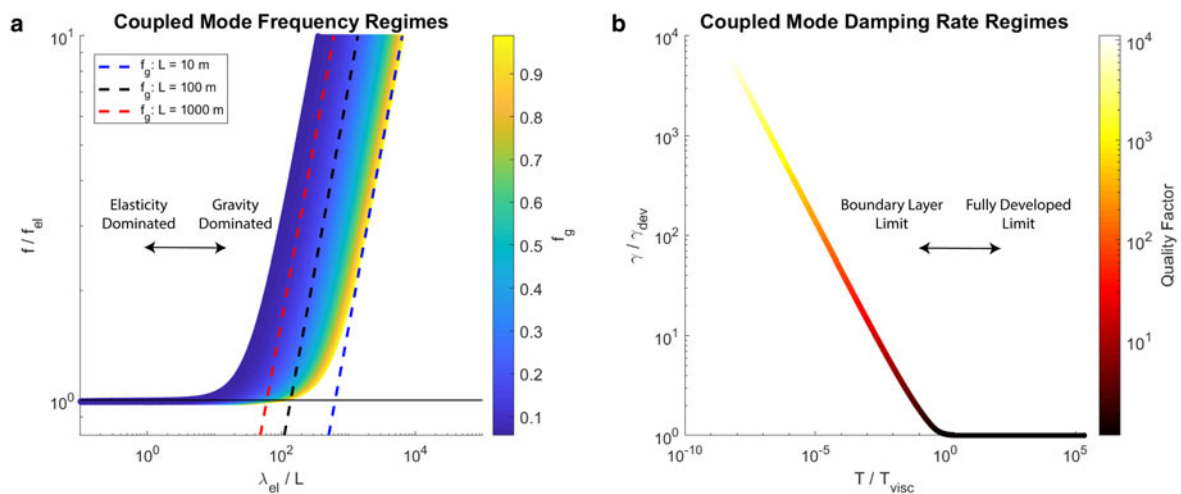 a
Coupled Mode Frequency Regimes
10^1
f_g: L = 10 m
f_g: L = 100 m
f_g: L = 1000 m
Elasticity Dominated
Gravity Dominated
f / f_el
10^0
10^0
10^2
10^4
λ_el / L
0.9
0.8
0.7
0.6
0.5
0.4
0.3
0.2
0.1
f_g
b
Coupled Mode Damping Rate Regimes
10^4
10^3
10^2
10^1
10^0
γ / γ_dev
Boundary Layer Limit
Fully Developed Limit
10^-10
10^-5
10^0
10^5
T / T_visc
10^4
10^3
10^2
10^1
Quality Factor